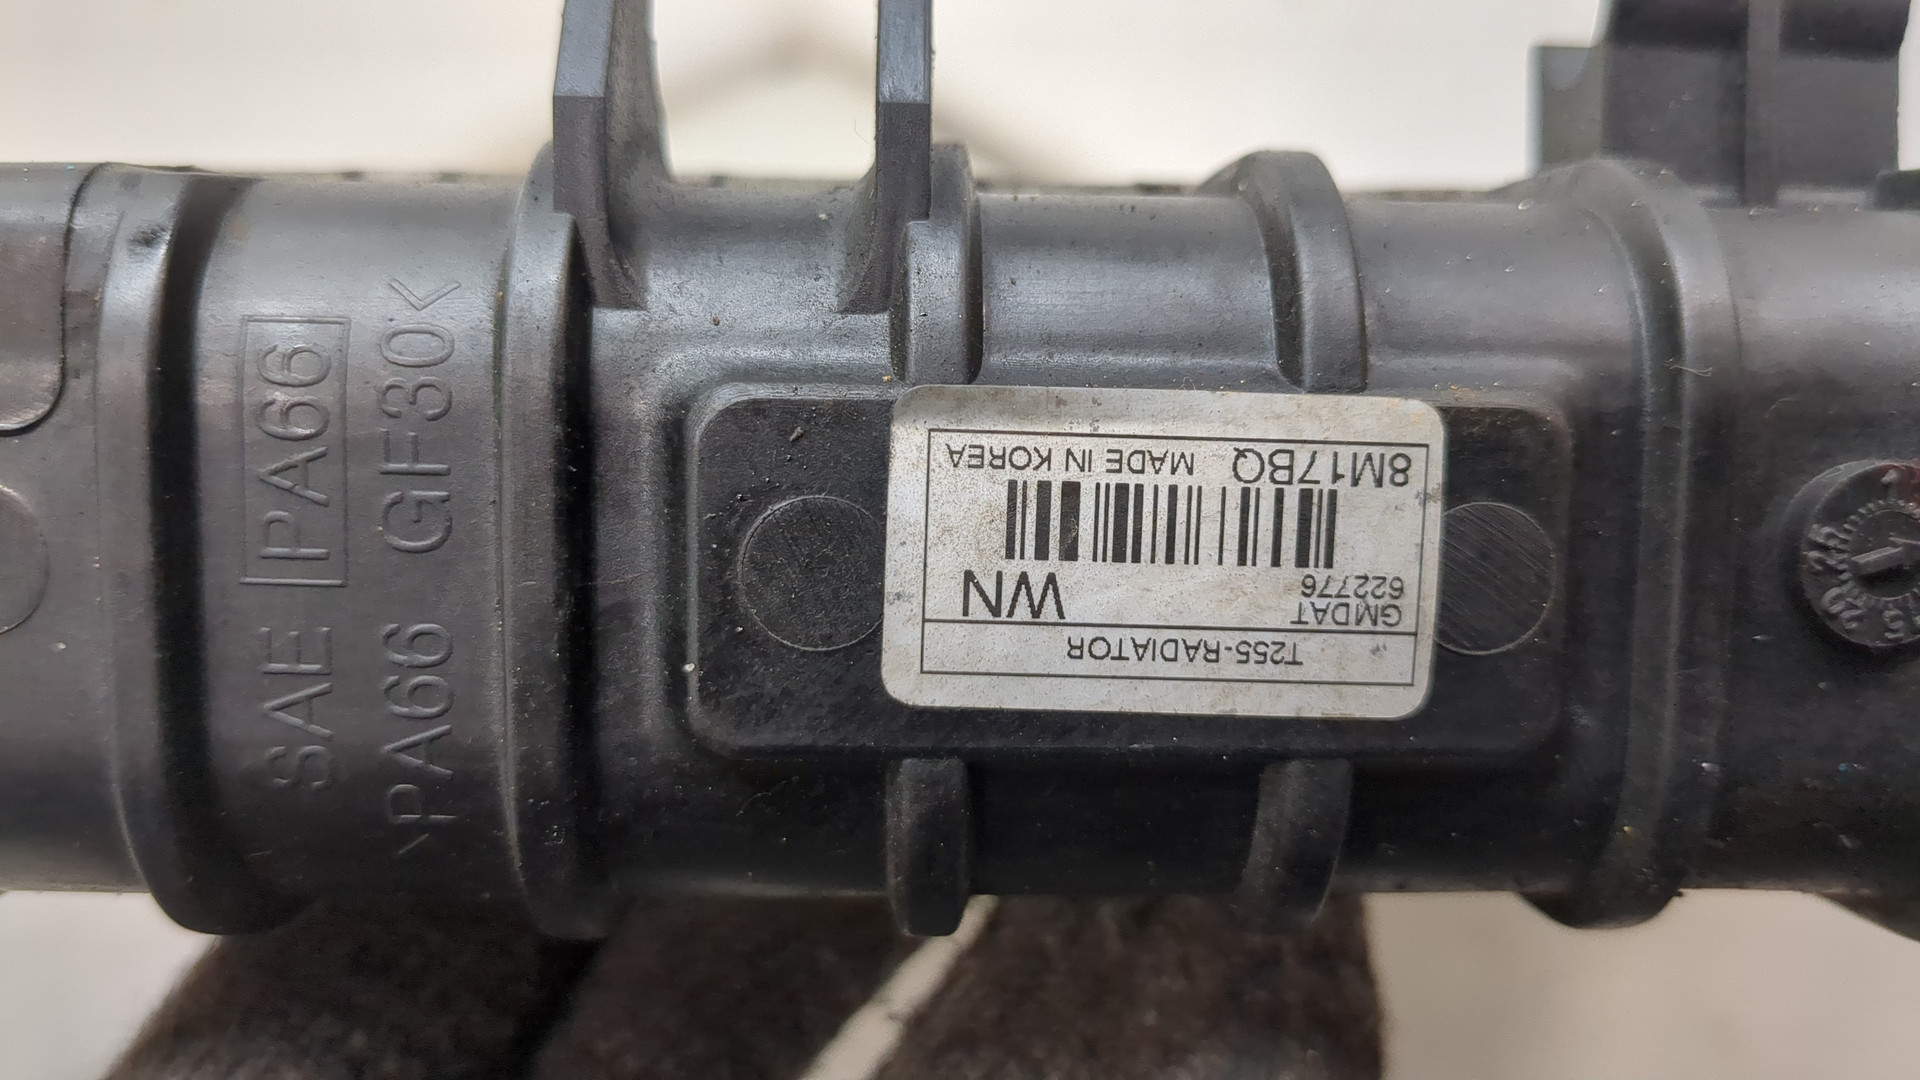 SAE PA66
>PA66 GF30<
T255-RADIATOR
GMDAT
622776
WN
8M17BQ MADE IN KOREA